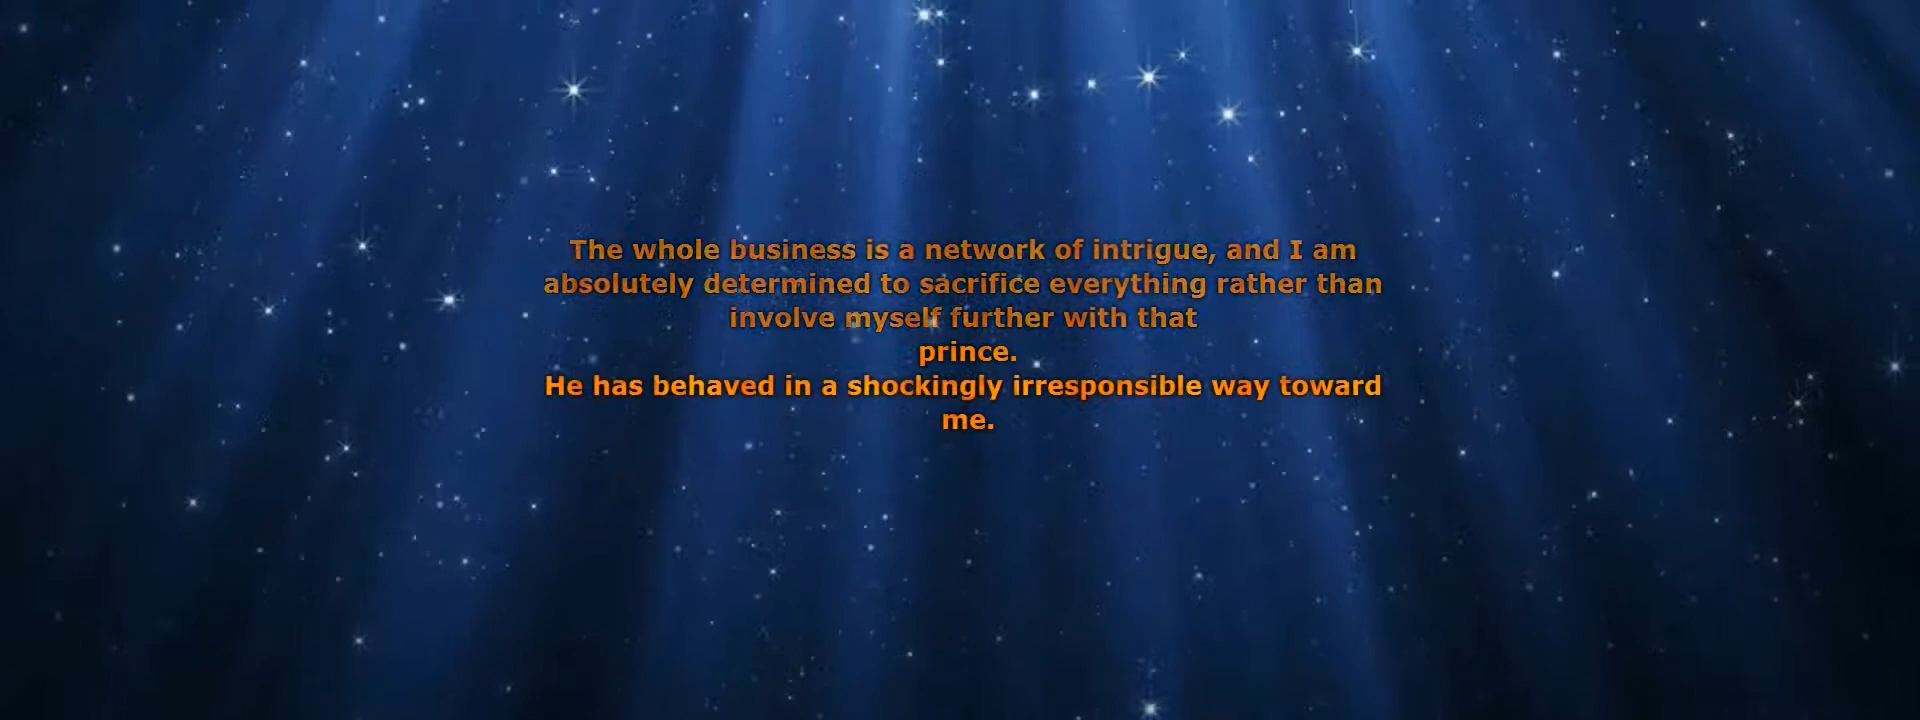 The whole business is a network of intrigue, and I am
absolutely determined to sacrifice everything rather than
involve myself further with that
prince.
He has behaved in a shockingly irresponsible way toward
me.